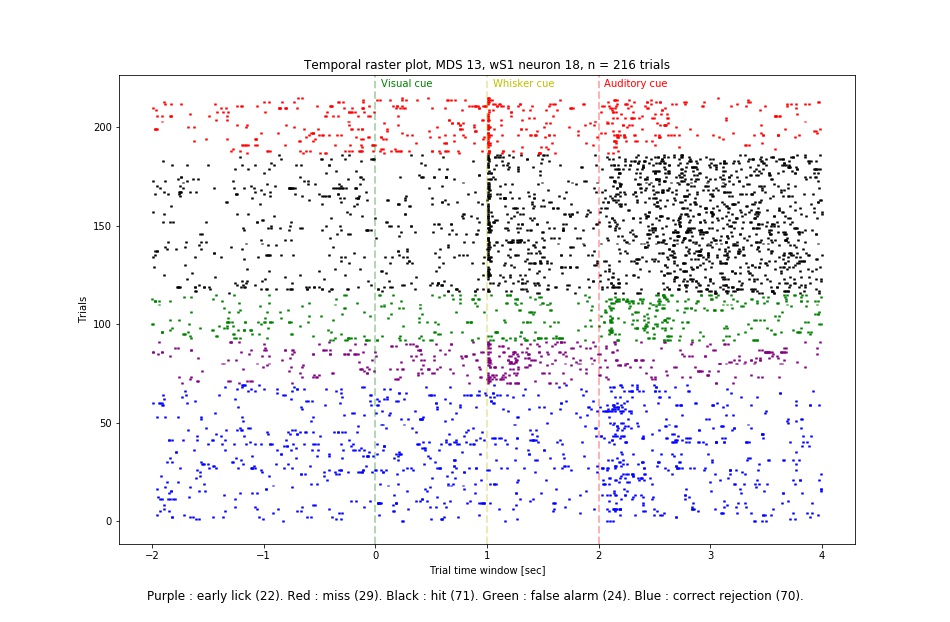 Temporal raster plot, MDS 13, wS1 neuron 18, n = 216 trials
Visual cue
Whisker cue
Auditory cue
200
150
100
50
0
Trials
−2
−1
0
1
2
3
4
Trial time window [sec]
Purple : early lick (22). Red : miss (29). Black : hit (71). Green : false alarm (24). Blue : correct rejection (70).